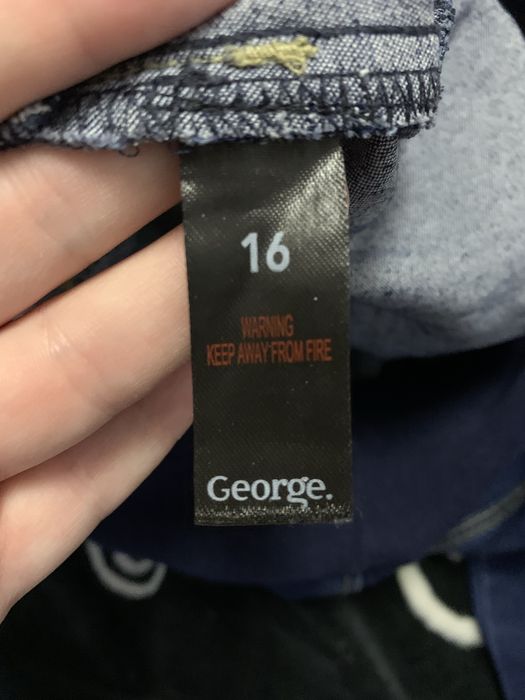 16
WARNING
KEEP AWAY FROM FIRE
George.